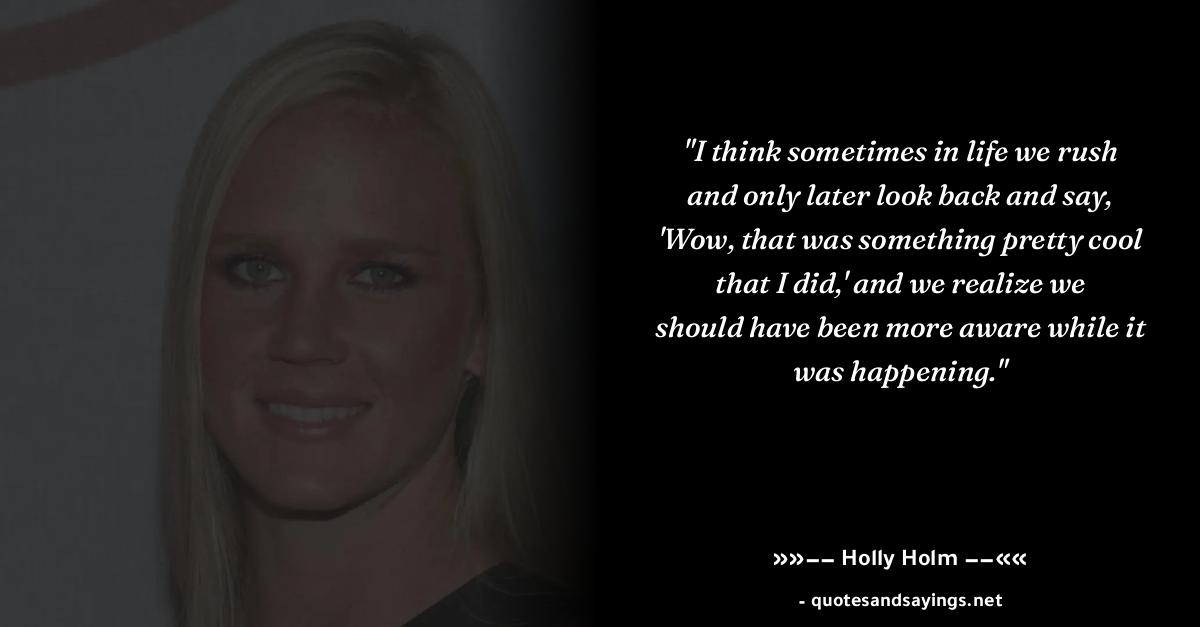 "I think sometimes in life we rush
and only later look back and say,
'Wow, that was something pretty cool
that I did,' and we realize we
should have been more aware while it
was happening."
»»–– Holly Holm ––««
- quotesandsayings.net